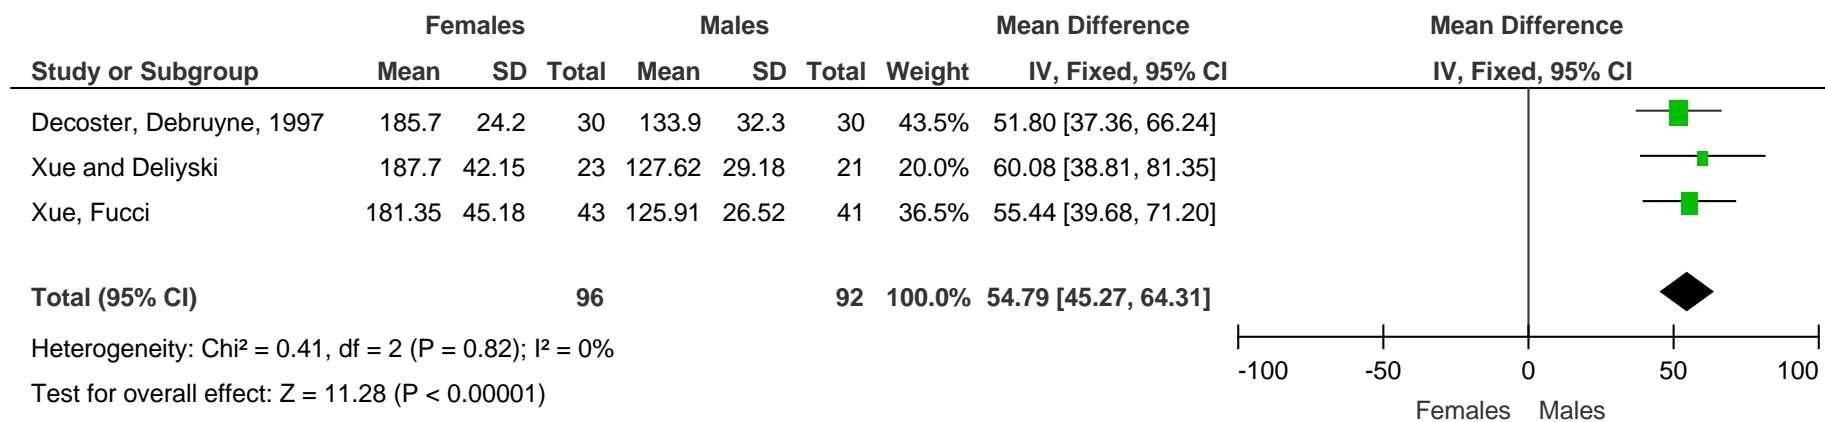 Females Males Mean Difference Mean Difference
Study or Subgroup Mean SD Total Mean SD Total Weight IV, Fixed, 95% CI IV, Fixed, 95% CI
Decoster, Debruyne, 1997 185.7 24.2 30 133.9 32.3 30 43.5% 51.80 [37.36, 66.24]
Xue and Deliyski 187.7 42.15 23 127.62 29.18 21 20.0% 60.08 [38.81, 81.35]
Xue, Fucci 181.35 45.18 43 125.91 26.52 41 36.5% 55.44 [39.68, 71.20]
Total (95% CI) 96 92 100.0% 54.79 [45.27, 64.31]
Heterogeneity: Chi² = 0.41, df = 2 (P = 0.82); I² = 0%
Test for overall effect: Z = 11.28 (P < 0.00001)
-100 -50 0 50 100
Females Males